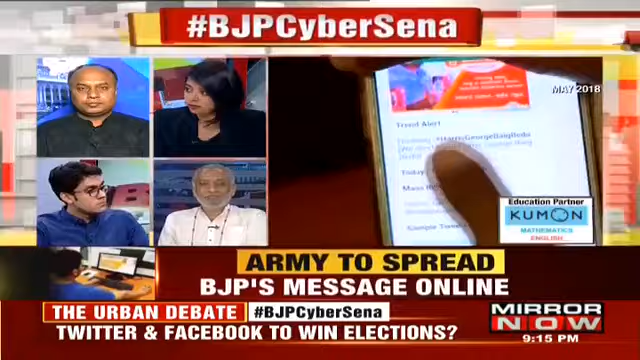 #BJPCyberSena
MAY 2018
Trend Alert
Education Partner
KUMON
MATHEMATICS
ENGLISH
ARMY TO SPREAD
BJP'S MESSAGE ONLINE
THE URBAN DEBATE #BJPCyberSena
TWITTER & FACEBOOK TO WIN ELECTIONS?
MIRROR
NOW
9:15 PM